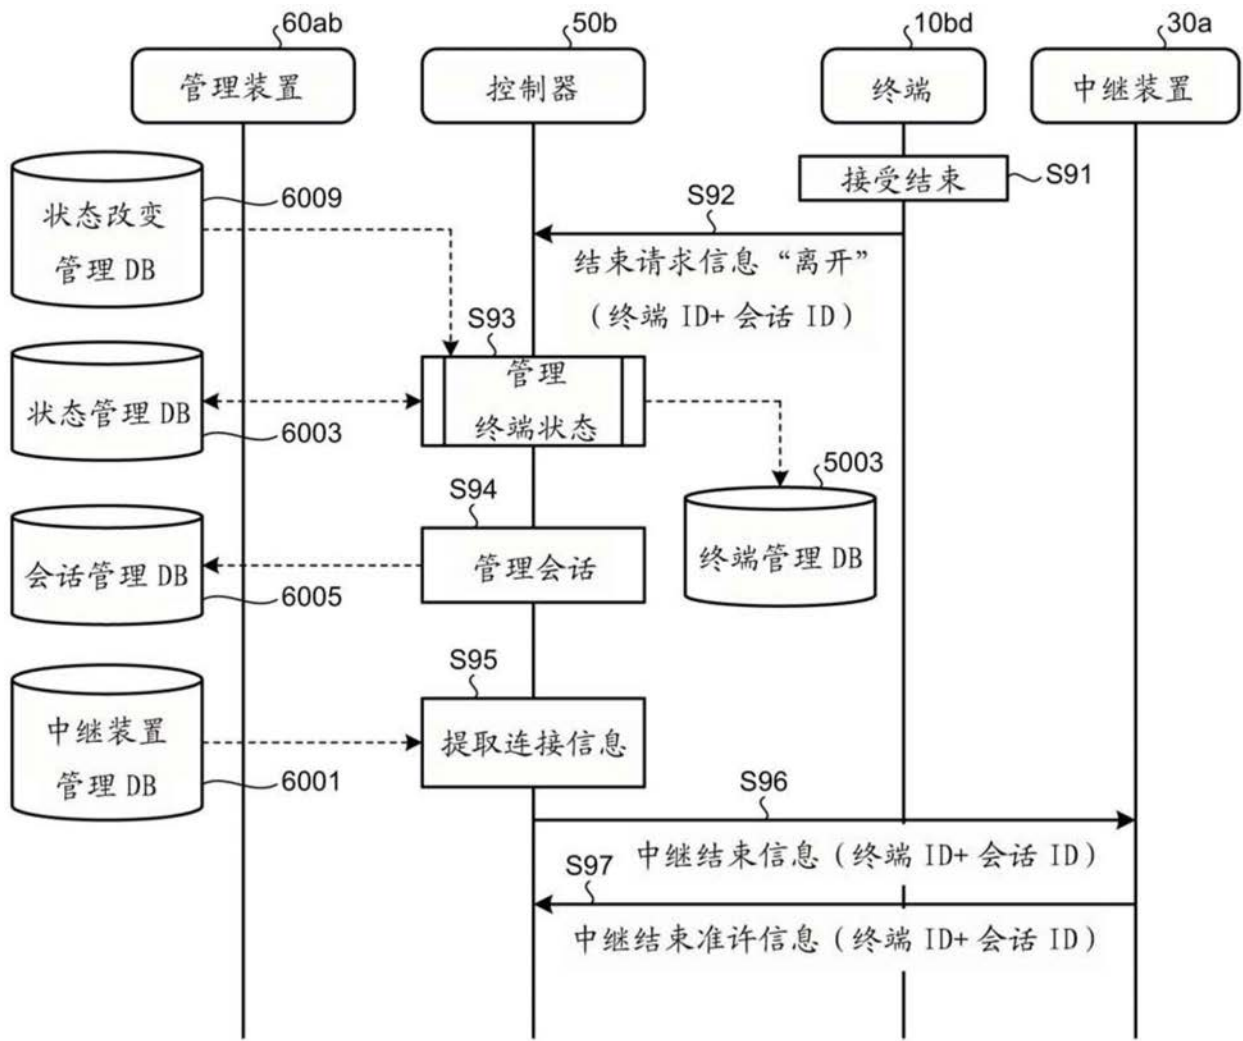 60ab
50b
10bd
30a
管理装置
控制器
终端
中继装置
接受结束
S91
状态改变
管理 DB
6009
S92
结束请求信息“离开”
(终端 ID+ 会话 ID)
S93
管理
终端状态
状态管理 DB
6003
5003
终端管理 DB
S94
管理会话
会话管理 DB
6005
S95
提取连接信息
中继装置
管理 DB
6001
S96
中继结束信息 (终端 ID+ 会话 ID)
S97
中继结束准许信息 (终端 ID+ 会话 ID)